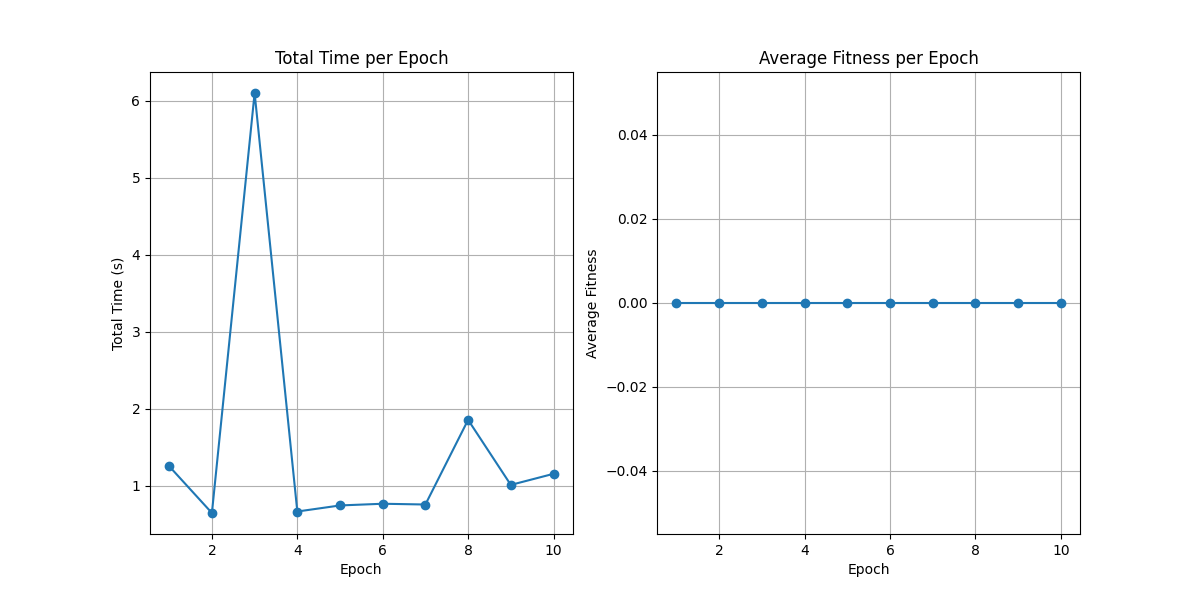 Total Time per Epoch
Total Time (s)
6
5
4
3
2
1
2 4 6 8 10
Epoch
Average Fitness per Epoch
Average Fitness
0.04
0.02
0.00
−0.02
−0.04
2 4 6 8 10
Epoch